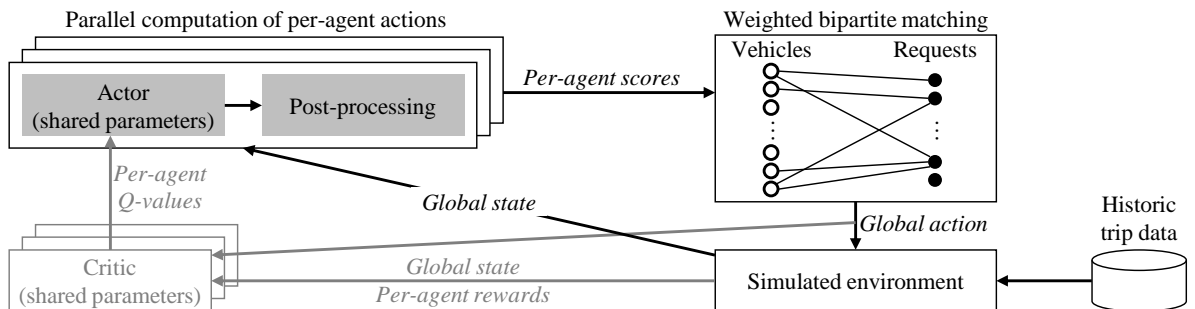 Parallel computation of per-agent actions
Weighted bipartite matching
Vehicles
Requests
Actor
(shared parameters)
Post-processing
Per-agent scores
Per-agent
Q-values
Global state
Global action
Historic
trip data
Critic
(shared parameters)
Global state
Per-agent rewards
Simulated environment